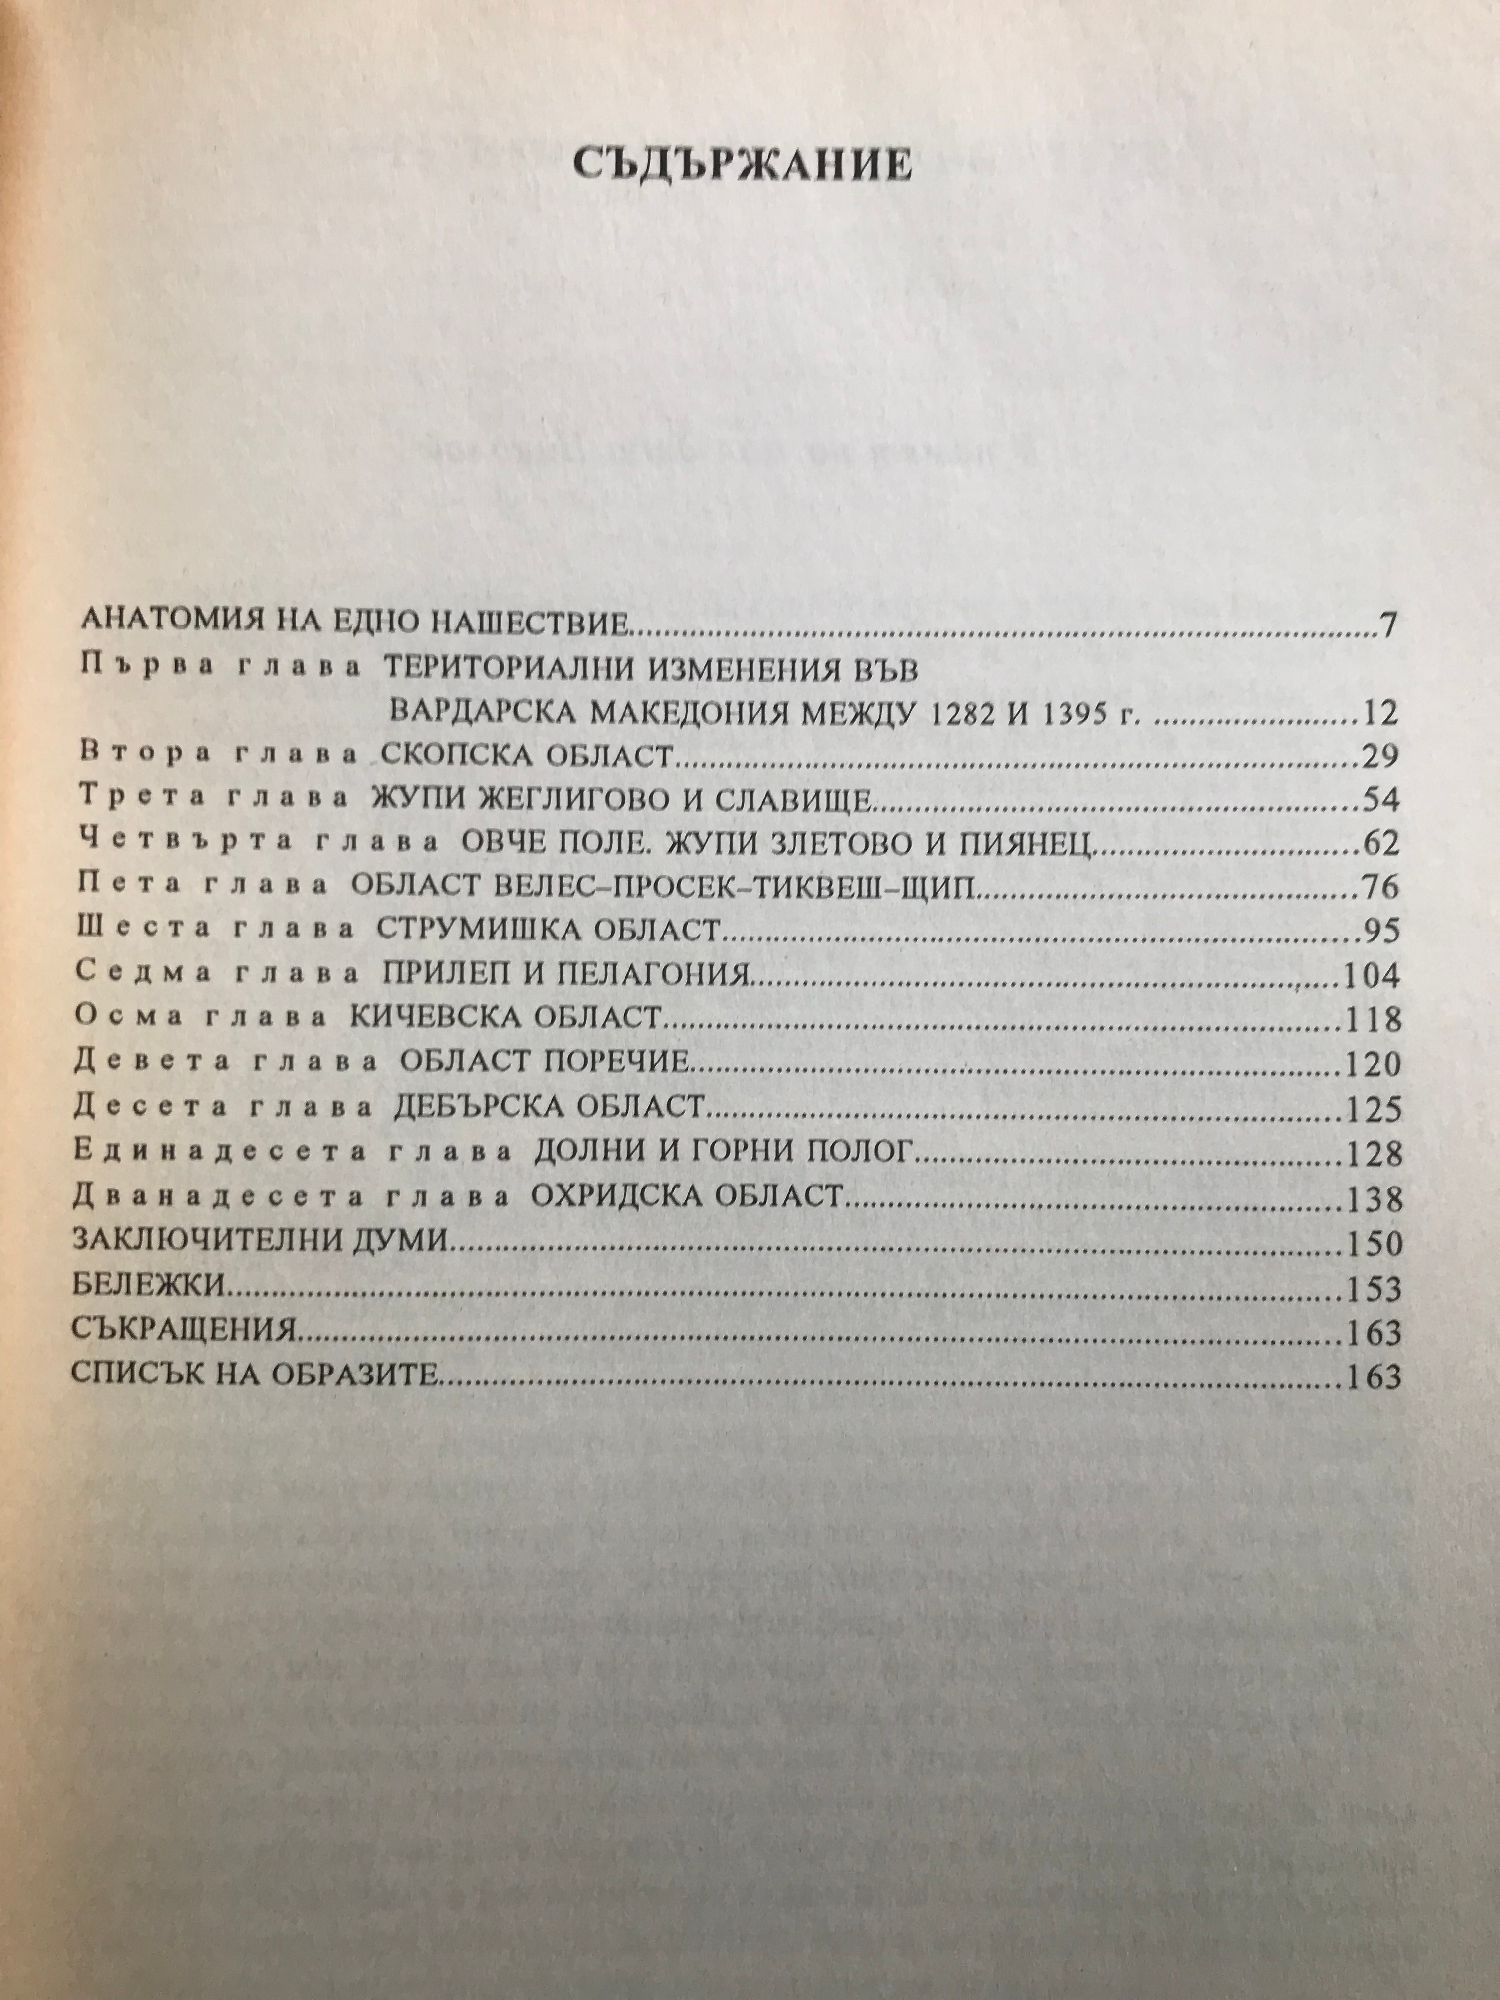 СЪДЪРЖАНИЕ
АНАТОМИЯ НА ЕДНО НАШЕСТВИЕ........................7
Първа глава ТЕРИТОРИАЛНИ ИЗМЕНЕНИЯ ВЪВ
ВАРДАРСКА МАКЕДОНИЯ МЕЖДУ 1282 И 1395 г. ........................12
Втора глава СКОПСКА ОБЛАСТ........................29
Трета глава ЖУПИ ЖЕГЛИГОВО И СЛАВИЩЕ........................54
Четвърта глава ОВЧЕ ПОЛЕ. ЖУПИ ЗЛЕТОВО И ПИЯНЕЦ........................62
Пета глава ОБЛАСТ ВЕЛЕС–ПРОСЕК–ТИКВЕШ–ЩИП........................76
Шеста глава СТРУМИШКА ОБЛАСТ........................95
Седма глава ПРИЛЕП И ПЕЛАГОНИЯ........................104
Осма глава КИЧЕВСКА ОБЛАСТ........................118
Девета глава ОБЛАСТ ПОРЕЧИЕ........................120
Десета глава ДЕБЪРСКА ОБЛАСТ........................125
Единадесета глава ДОЛНИ И ГОРНИ ПОЛОГ........................128
Дванадесета глава ОХРИДСКА ОБЛАСТ........................138
ЗАКЛЮЧИТЕЛНИ ДУМИ........................150
БЕЛЕЖКИ........................153
СЪКРАЩЕНИЯ........................163
СПИСЪК НА ОБРАЗИТЕ........................163